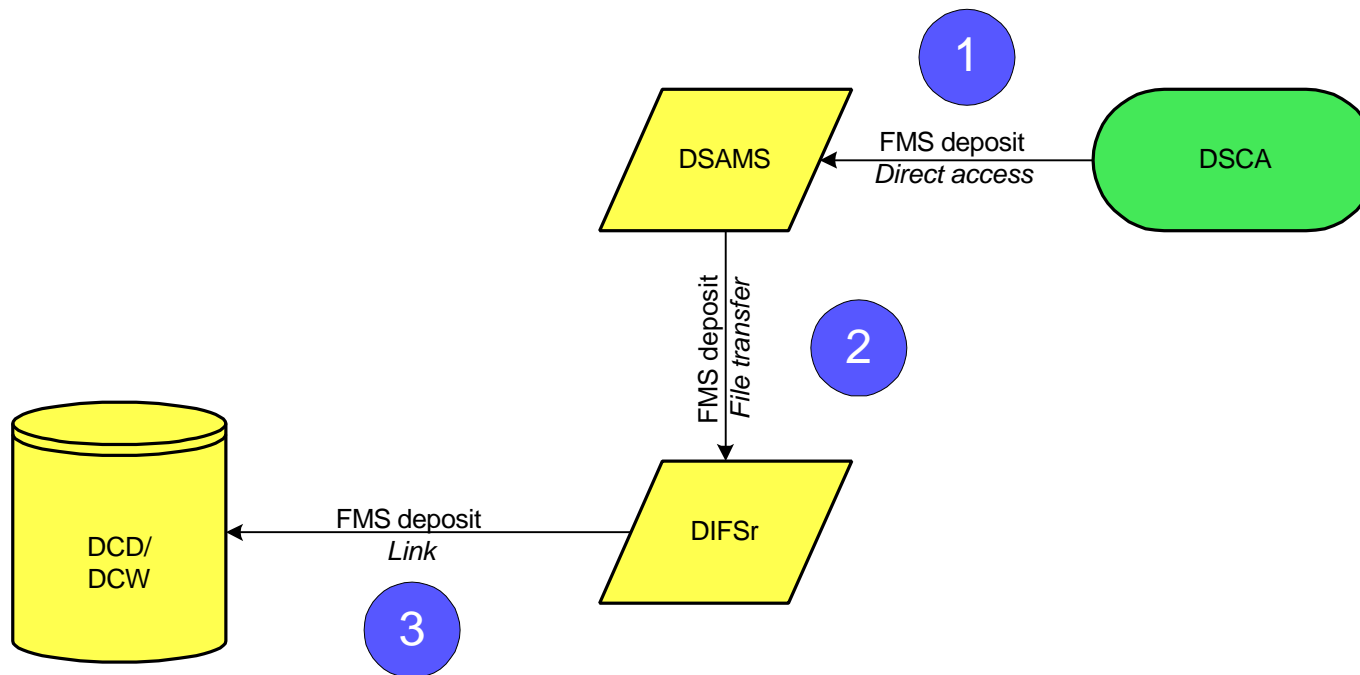 1
DSAMS
FMS deposit
Direct access
DSCA
FMS deposit
File transfer
2
DCD/
DCW
FMS deposit
Link
DIFSr
3